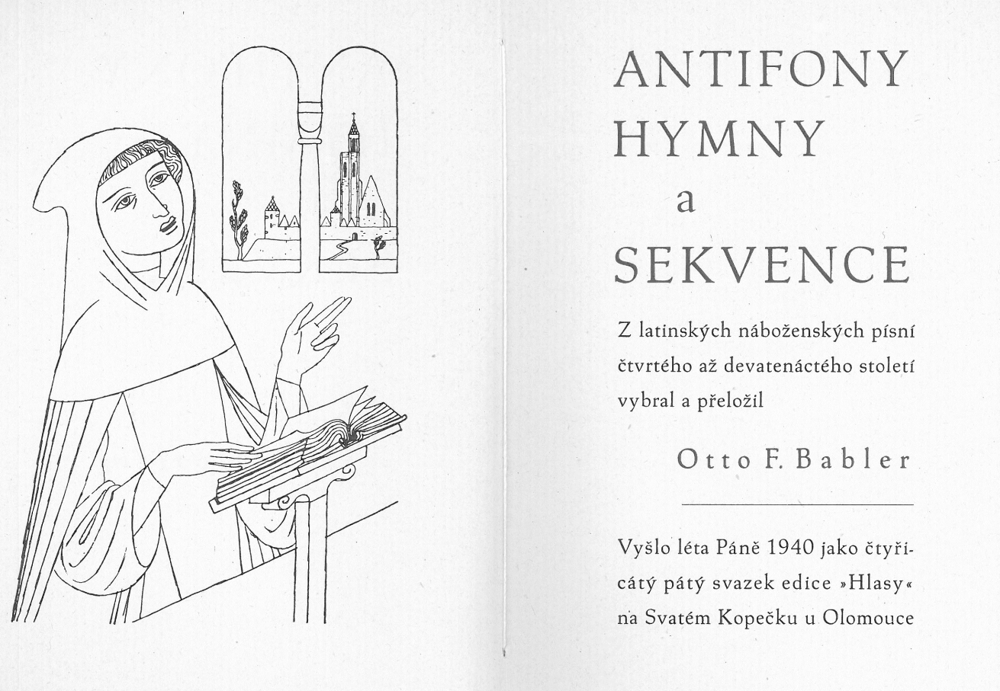 ANTIFONY
HYMNY
a
SEKVENCE
Z latinských náboženských písní
čtvrtého až devatenáctého století
vybral a přeložil
Otto F. Babler
Vyšlo léta Páně 1940 jako čtyři-
cátý pátý svazek edice »Hlasy«
na Svatém Kopečku u Olomouce